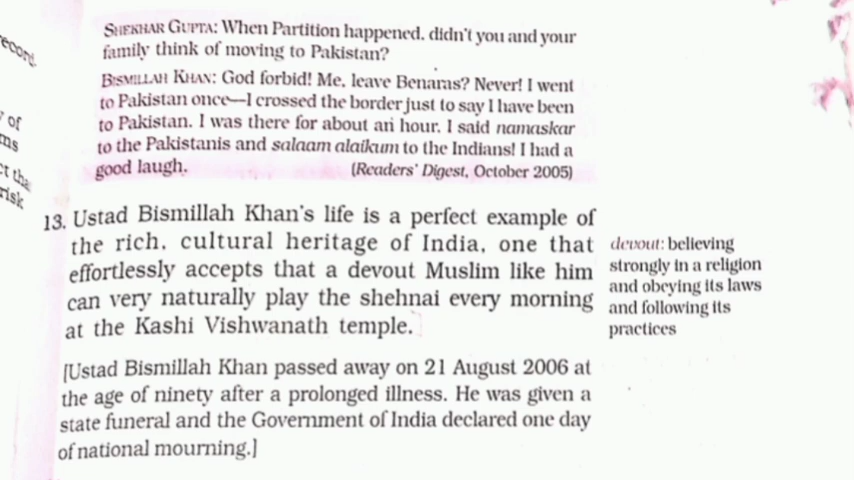 SHEKHAR GUPTA: When Partition happened, didn't you and your
family think of moving to Pakistan?
BISMILLAH KHAN: God forbid! Me, leave Benaras? Never! I went
to Pakistan once—I crossed the border just to say I have been
to Pakistan. I was there for about an hour. I said namaskar
to the Pakistanis and salaam alaikum to the Indians! I had a
good laugh.
(Readers' Digest, October 2005)
13. Ustad Bismillah Khan's life is a perfect example of
the rich, cultural heritage of India, one that
effortlessly accepts that a devout Muslim like him
can very naturally play the shehnai every morning
at the Kashi Vishwanath temple.
devout: believing
strongly in a religion
and obeying its laws
and following its
practices
[Ustad Bismillah Khan passed away on 21 August 2006 at
the age of ninety after a prolonged illness. He was given a
state funeral and the Government of India declared one day
of national mourning.]
of
risk